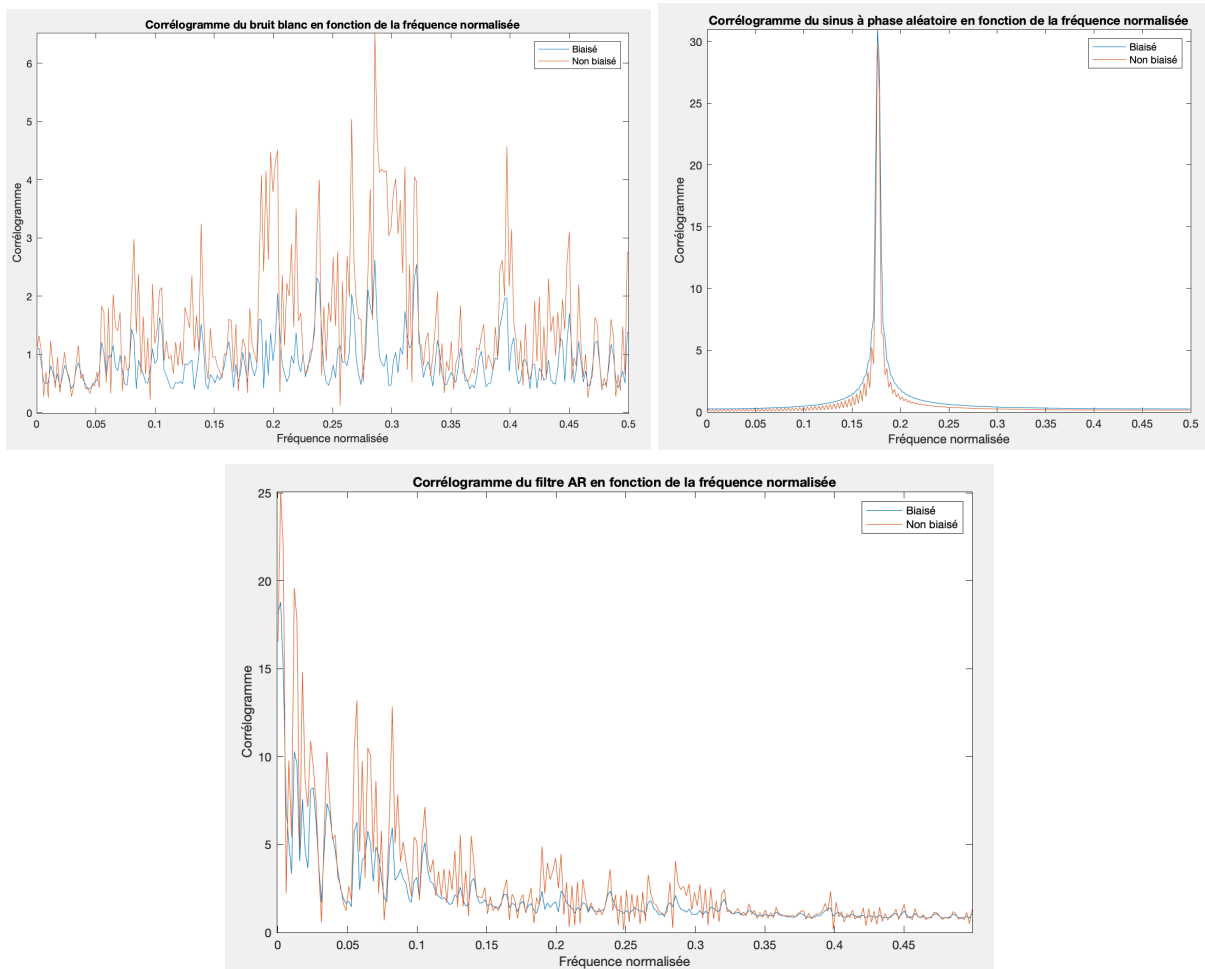 Corrélogramme du bruit blanc en fonction de la fréquence normalisée
Biaisé
Non biaisé
Corrélogramme
6
5
4
3
2
1
0
0 0.05 0.1 0.15 0.2 0.25 0.3 0.35 0.4 0.45 0.5
Fréquence normalisée
Corrélogramme du sinus à phase aléatoire en fonction de la fréquence normalisée
Biaisé
Non biaisé
Corrélogramme
30
25
20
15
10
5
0
0 0.05 0.1 0.15 0.2 0.25 0.3 0.35 0.4 0.45 0.5
Fréquence normalisée
Corrélogramme du filtre AR en fonction de la fréquence normalisée
Biaisé
Non biaisé
Corrélogramme
25
20
15
10
5
0
0 0.05 0.1 0.15 0.2 0.25 0.3 0.35 0.4 0.45
Fréquence normalisée